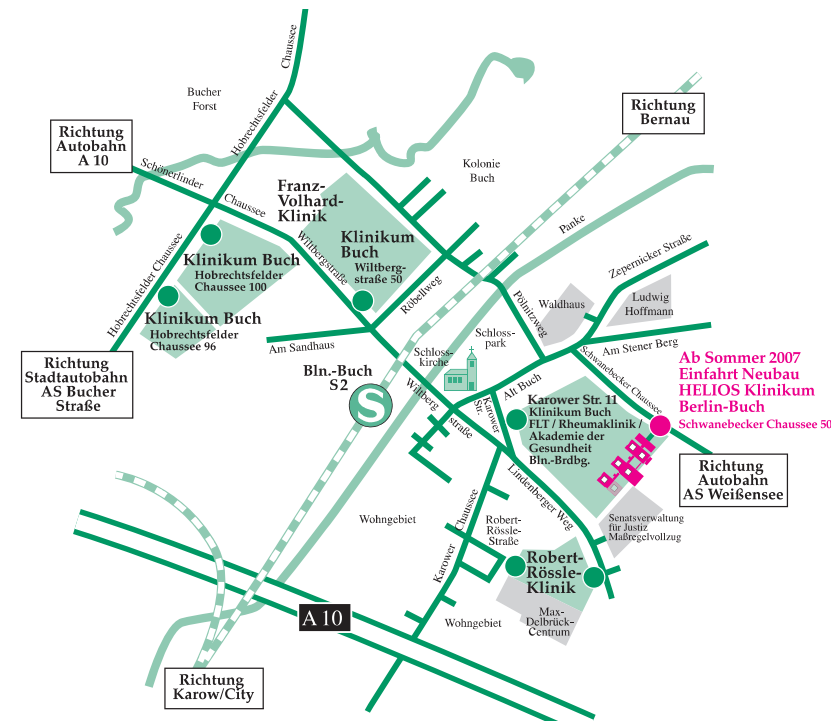 Chaussee
Bucher
Forst
Hobrechtsfelder
Richtung
Bernau
Richtung
Autobahn
A 10
Schönerlinder
Chaussee
Kolonie
Buch
Franz-
Volhard-
Klinik
Klinikum
Buch
Wiltberg-
straße 50
Wiltbergstraße
Röbellweg
Panke
Zepernicker Straße
Klinikum Buch
Hobrechtsfelder
Chaussee 100
Hobrechtsfelder Chaussee
Klinikum Buch
Hobrechtsfelder
Chaussee 96
Pölnitzweg
Waldhaus
Ludwig
Hoffmann
Am Sandhaus
Schloss-
park
Schloss-
kirche
Am Stener Berg
Richtung
Stadtautobahn
AS Bucher
Straße
Bln.-Buch
S 2
S
Wiltberg
straße
Alt Buch
Karower
Str.
Schwanebecker Chaussee
Ab Sommer 2007
Einfahrt Neubau
HELIOS Klinikum
Berlin-Buch
Schwanebecker Chaussee 50
Karower Str. 11
Klinikum Buch
FLT / Rheumaklinik /
Akademie der
Gesundheit
Bln.-Brdbg.
Richtung
Autobahn
AS Weißensee
Lindenberger Weg
Wohngebiet
Karower Chaussee
Robert-
Rössle-
Straße
Senatsverwaltung
für Justiz
Maßregelvollzug
Robert-
Rössle-
Klinik
A 10
Wohngebiet
Max-
Delbrück-
Centrum
Richtung
Karow/City